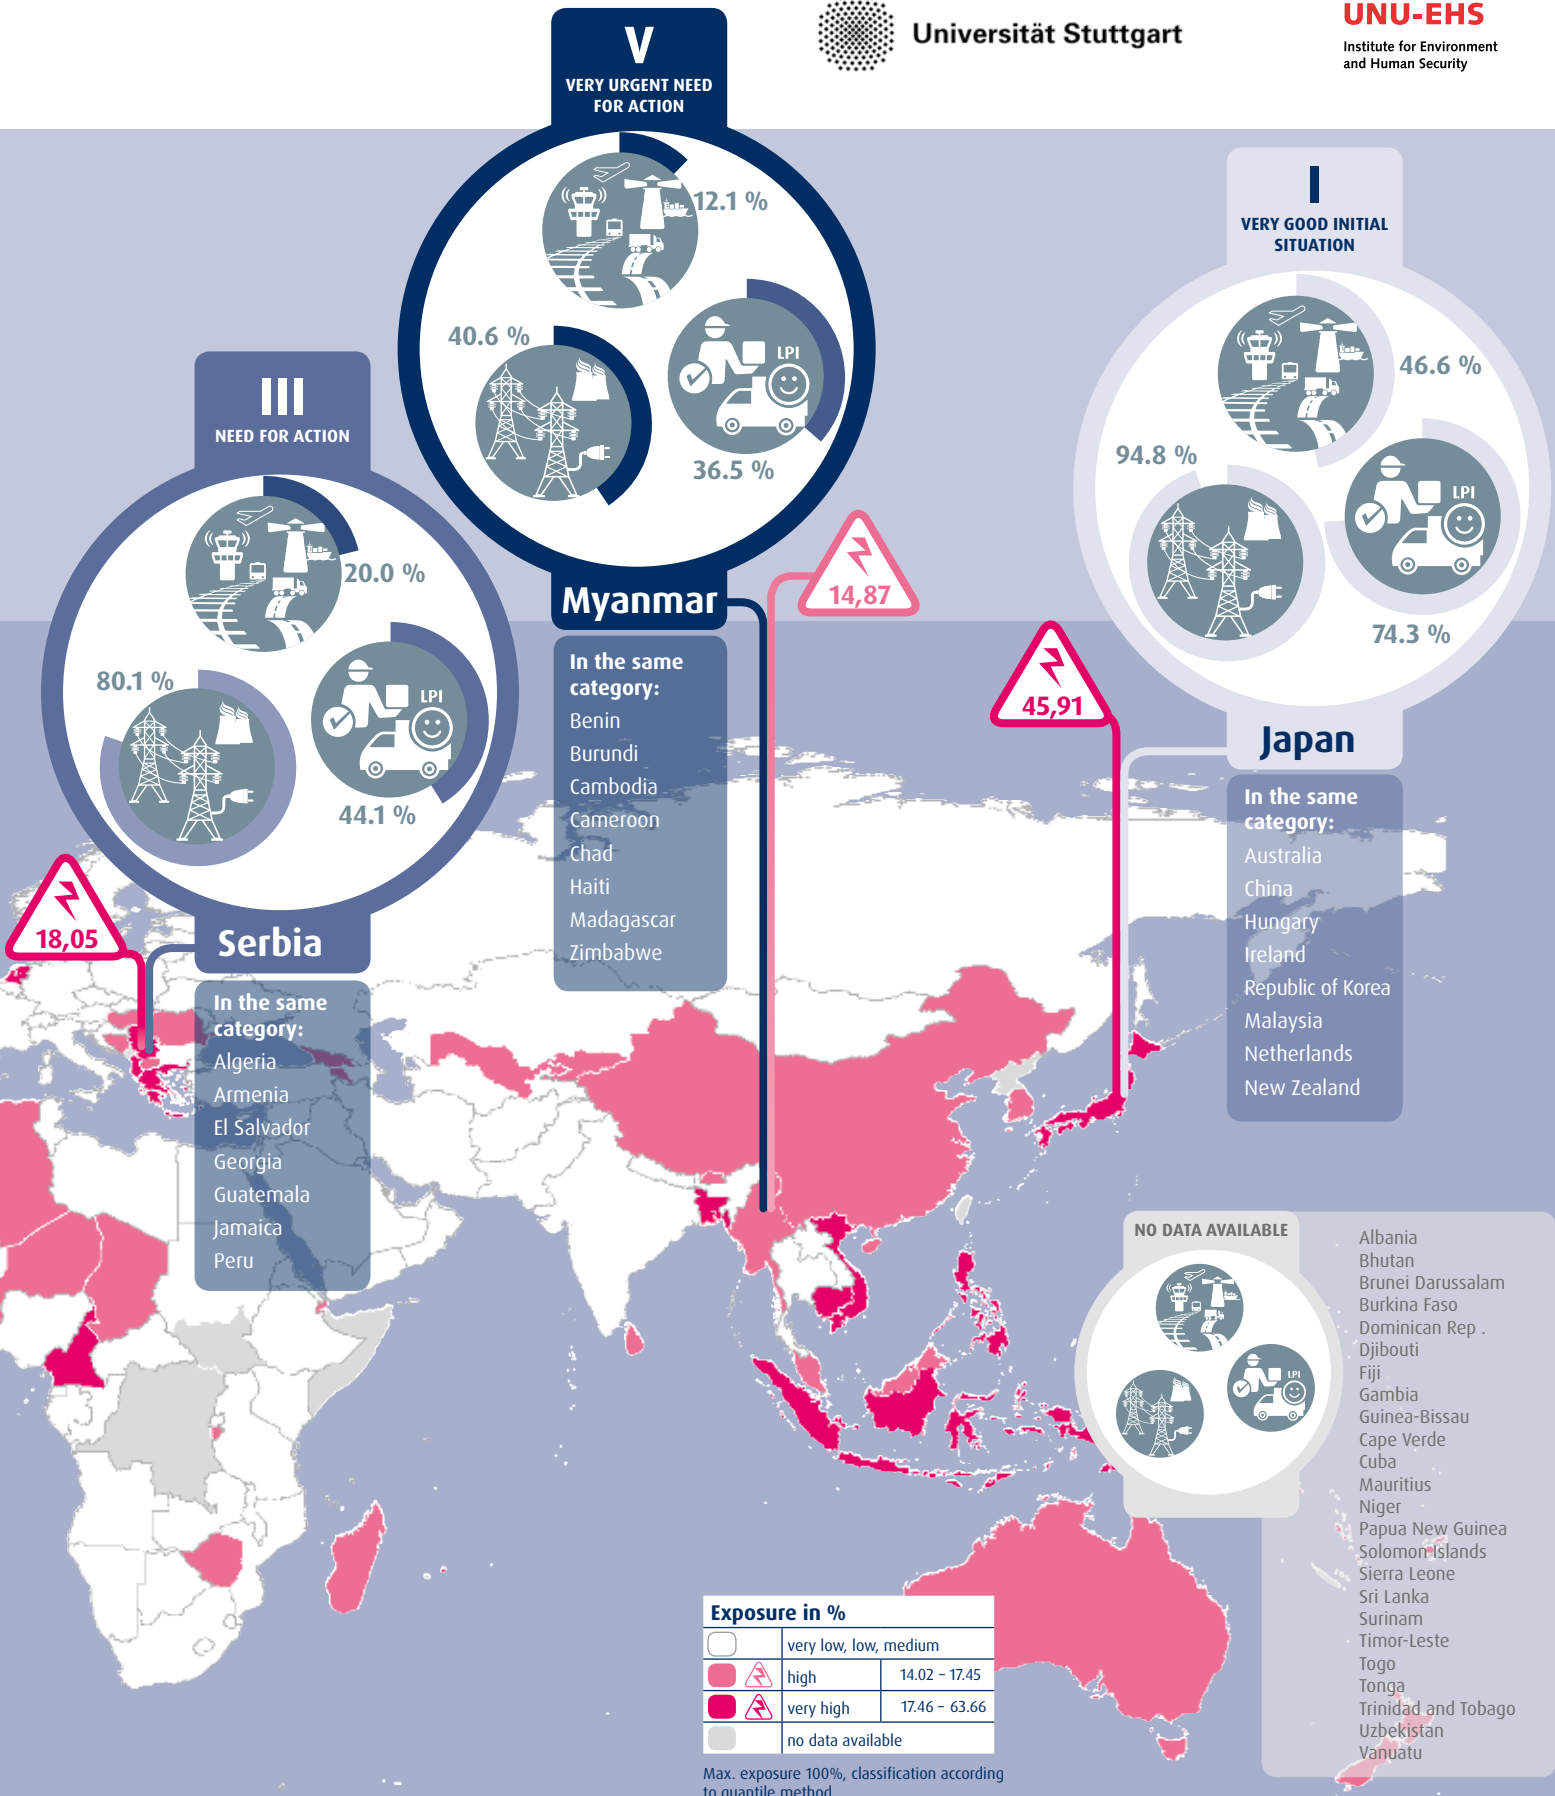 Universität Stuttgart
UNU-EHS
Institute for Environment
and Human Security
V
VERY URGENT NEED
FOR ACTION
12.1 %
40.6 %
LPI
36.5 %
Myanmar
In the same
category:
Benin
Burundi
Cambodia
Cameroon
Chad
Haiti
Madagascar
Zimbabwe
14,87
I
VERY GOOD INITIAL
SITUATION
46.6 %
94.8 %
LPI
74.3 %
Japan
45,91
In the same
category:
Australia
China
Hungary
Ireland
Republic of Korea
Malaysia
Netherlands
New Zealand
III
NEED FOR ACTION
20.0 %
80.1 %
LPI
44.1 %
Serbia
18,05
In the same
category:
Algeria
Armenia
El Salvador
Georgia
Guatemala
Jamaica
Peru
NO DATA AVAILABLE
LPI
Albania
Bhutan
Brunei Darussalam
Burkina Faso
Dominican Rep .
Djibouti
Fiji
Gambia
Guinea-Bissau
Cape Verde
Cuba
Mauritius
Niger
Papua New Guinea
Solomon Islands
Sierra Leone
Sri Lanka
Surinam
Timor-Leste
Togo
Tonga
Trinidad and Tobago
Uzbekistan
Vanuatu
Exposure in %
very low, low, medium
high 14.02 – 17.45
very high 17.46 – 63.66
no data available
Max. exposure 100%, classification according
to quantile method